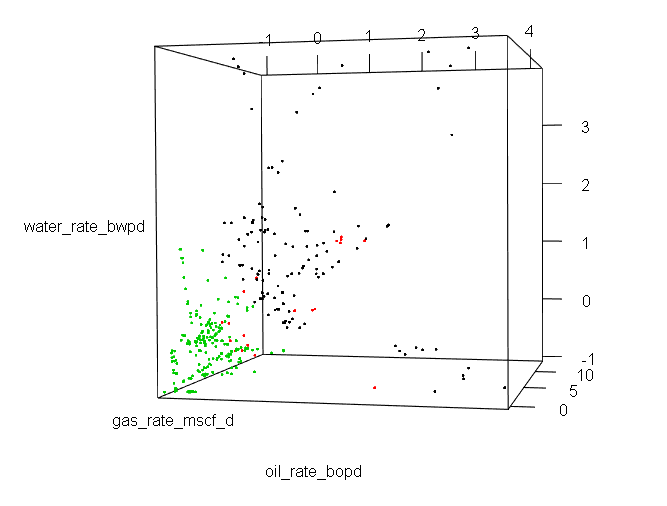 -1 0 1 2 3 4
3
2
water_rate_bwpd
1
0
-1
10
5
0
gas_rate_mscf_d
oil_rate_bopd